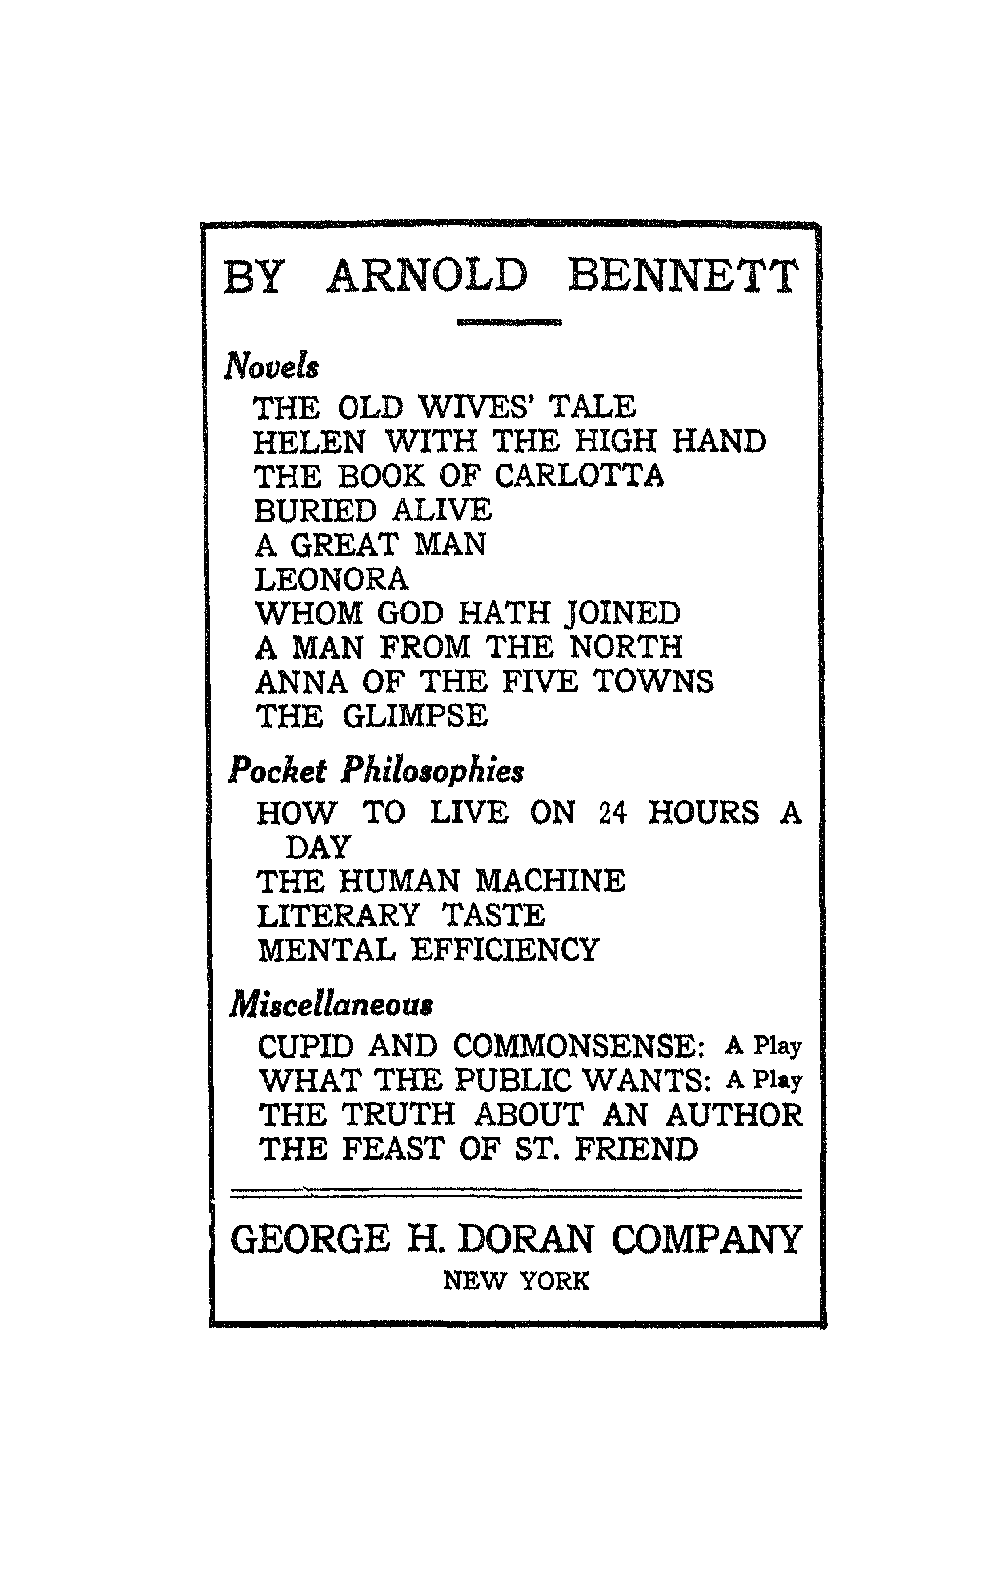 BY ARNOLD BENNETT
Novels
THE OLD WIVES' TALE
HELEN WITH THE HIGH HAND
THE BOOK OF CARLOTTA
BURIED ALIVE
A GREAT MAN
LEONORA
WHOM GOD HATH JOINED
A MAN FROM THE NORTH
ANNA OF THE FIVE TOWNS
THE GLIMPSE
Pocket Philosophies
HOW TO LIVE ON 24 HOURS A
DAY
THE HUMAN MACHINE
LITERARY TASTE
MENTAL EFFICIENCY
Miscellaneous
CUPID AND COMMONSENSE: A Play
WHAT THE PUBLIC WANTS: A Play
THE TRUTH ABOUT AN AUTHOR
THE FEAST OF ST. FRIEND
GEORGE H. DORAN COMPANY
NEW YORK